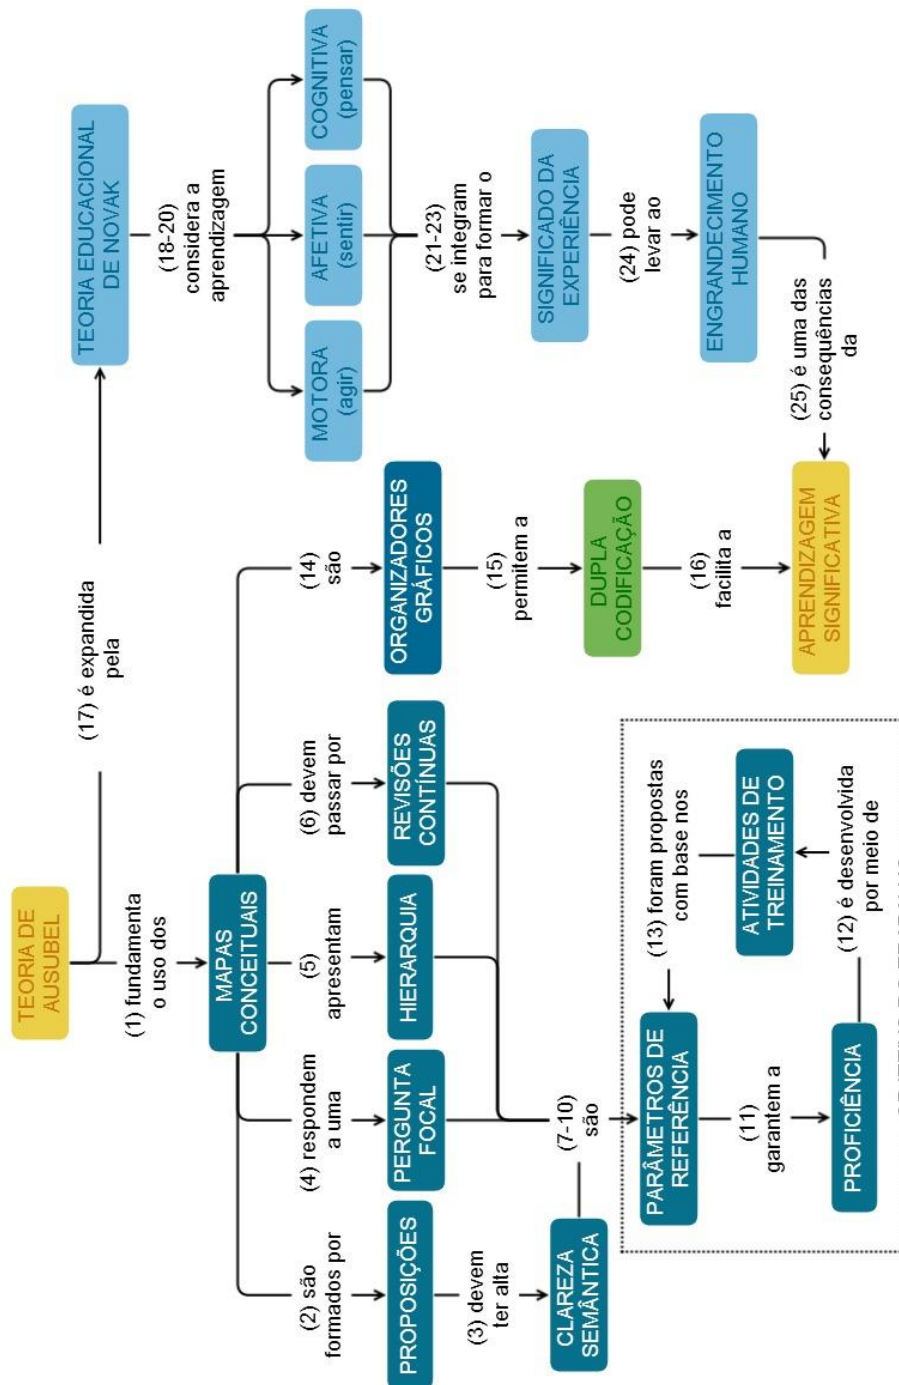 TEORIA DE
AUSUBEL
(17) é expandida
pela
TEORIA EDUCACIONAL
DE NOVAK
(1) fundamenta
o uso dos
MAPAS
CONCEITUAIS
(2) são
formados por
PROPOSIÇÕES
(3) devem
ter alta
CLAREZA
SEMÂNTICA
(4) respondem
a uma
PERGUNTA
FOCAL
(5)
apresentam
HIERARQUIA
(6) devem
passar por
REVISÕES
CONTÍNUAS
(7-10)
são
PARÂMETROS DE
REFERÊNCIA
(11)
garantem a
PROFICIÊNCIA
(12) é desenvolvida
por meio de
ATIVIDADES DE
TREINAMENTO
(13) foram propostas
com base nos
(14)
são
ORGANIZADORES
GRÁFICOS
(15)
permitem a
DUPLA
CODIFICAÇÃO
(16)
facilita a
APRENDIZAGEM
SIGNIFICATIVA
(18-20)
considera a
aprendizagem
MOTORA
(agir)
AFETIVA
(sentir)
COGNITIVA
(pensar)
(21-23)
se integram
para formar o
SIGNIFICADO DA
EXPERIÊNCIA
(24) pode
levar ao
ENGRANDECIMENTO
HUMANO
(25) é uma das
consequências
da